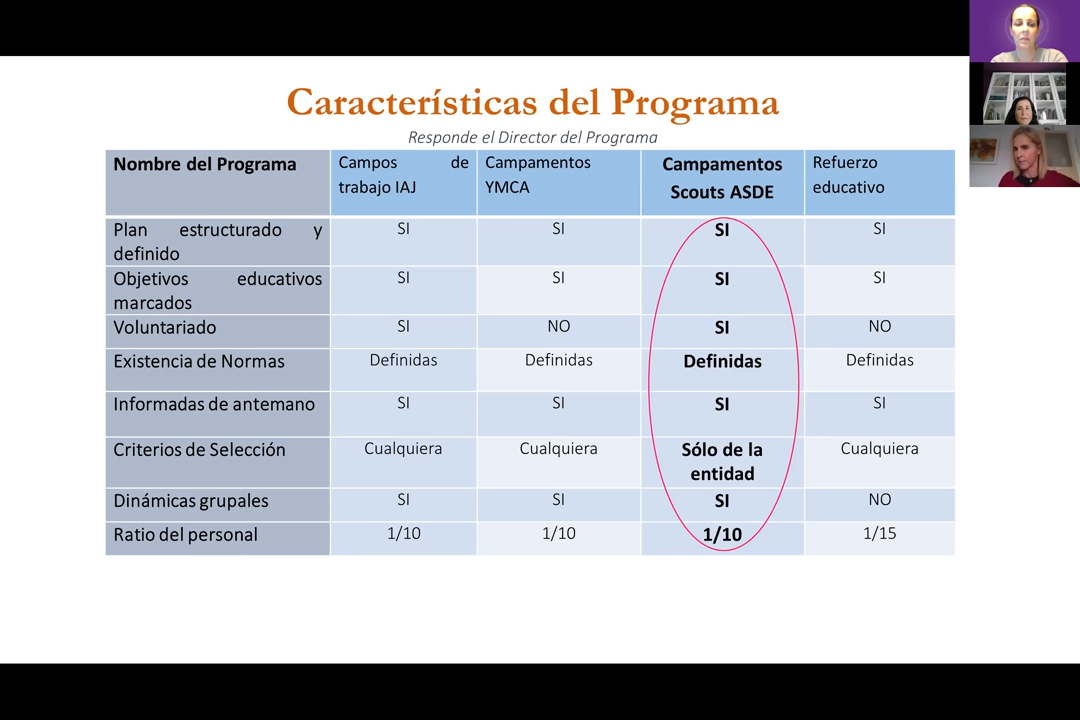 Características del Programa
Responde el Director del Programa
Nombre del Programa
Campos de
trabajo IAJ
Campamentos
YMCA
Campamentos
Scouts ASDE
Refuerzo
educativo
Plan estructurado y
definido
SI
SI
SI
SI
Objetivos educativos
marcados
SI
SI
SI
SI
Voluntariado
SI
NO
SI
NO
Existencia de Normas
Definidas
Definidas
Definidas
Definidas
Informadas de antemano
SI
SI
SI
SI
Criterios de Selección
Cualquiera
Cualquiera
Sólo de la
entidad
Cualquiera
Dinámicas grupales
SI
SI
SI
NO
Ratio del personal
1/10
1/10
1/10
1/15